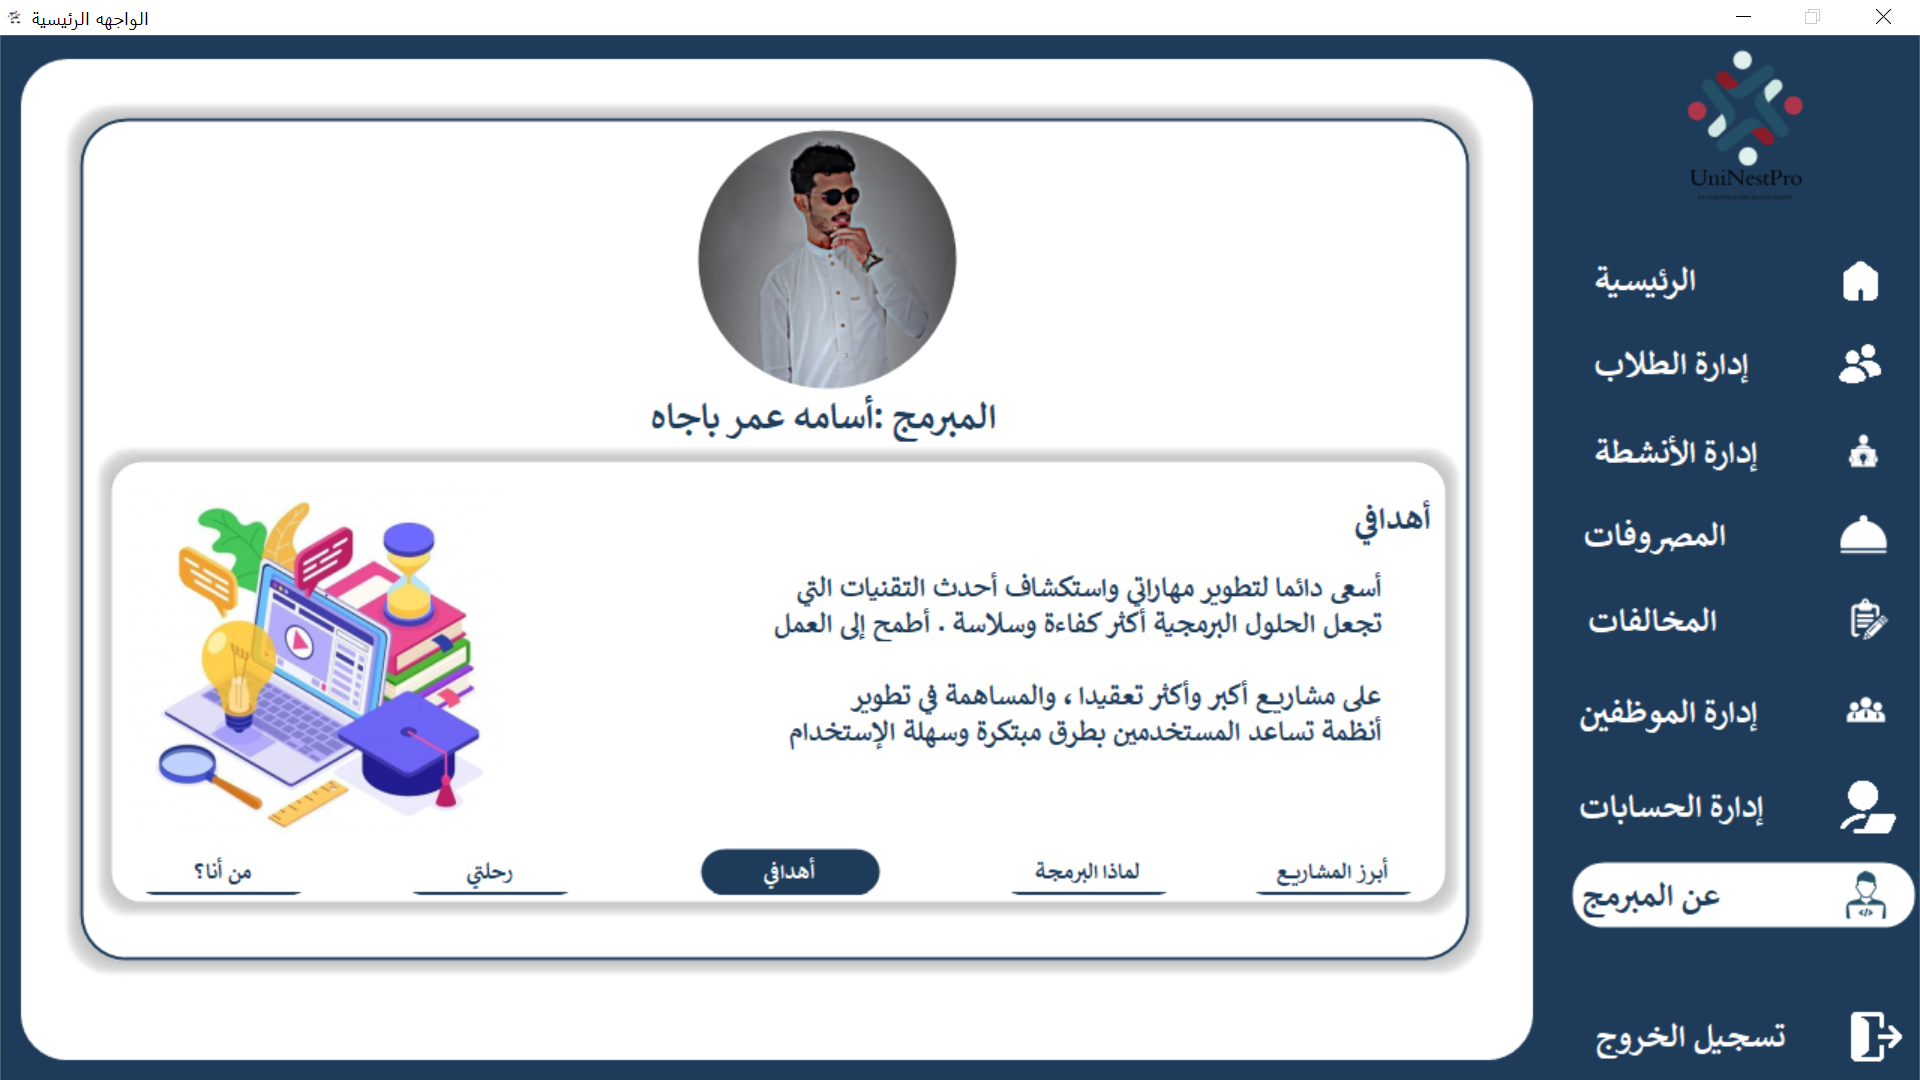 الواجهه الرئيسية
UniNestPro
الرئيسية
إدارة الطلاب
إدارة الأنشطة
المصروفات
المخالفات
إدارة الموظفين
إدارة الحسابات
عن المبرمج
تسجيل الخروج
المبرمج :أسامه عمر باجاه
أهدافي
أسعى دائما لتطوير مهاراتي واستكشاف أحدث التقنيات التي
تجعل الحلول البرمجية أكثر كفاءة وسلاسة . أطمح إلى العمل
على مشاريع أكبر وأكثر تعقيدا ، والمساهمة في تطوير
أنظمة تساعد المستخدمين بطرق مبتكرة وسهلة الإستخدام
أبرز المشاريع
لماذا البرمجة
أهدافي
رحلتي
من أنا؟